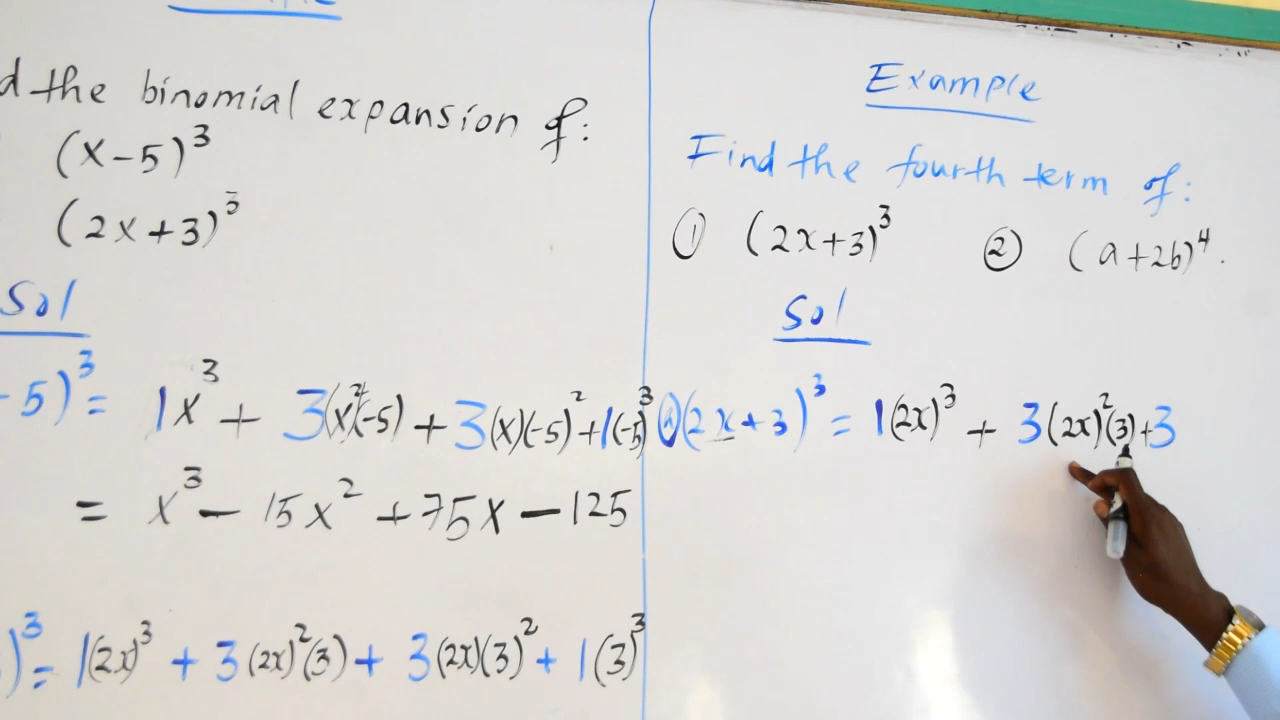 d the binomial expansion of:
(x-5)³
(2x+3)³
Sol
-5)³ = 1x³ + 3(x²)(-5) + 3(x)(-5)² + 1(-5)³
= x³ - 15x² + 75x - 125
)³ = 1(2x)³ + 3(2x)²(3) + 3(2x)(3)² + 1(3)³
Example
Find the fourth term of:
① (2x+3)³ ② (a+2b)⁴.
Sol
(2x+3)³ = 1(2x)³ + 3(2x)²(3) + 3